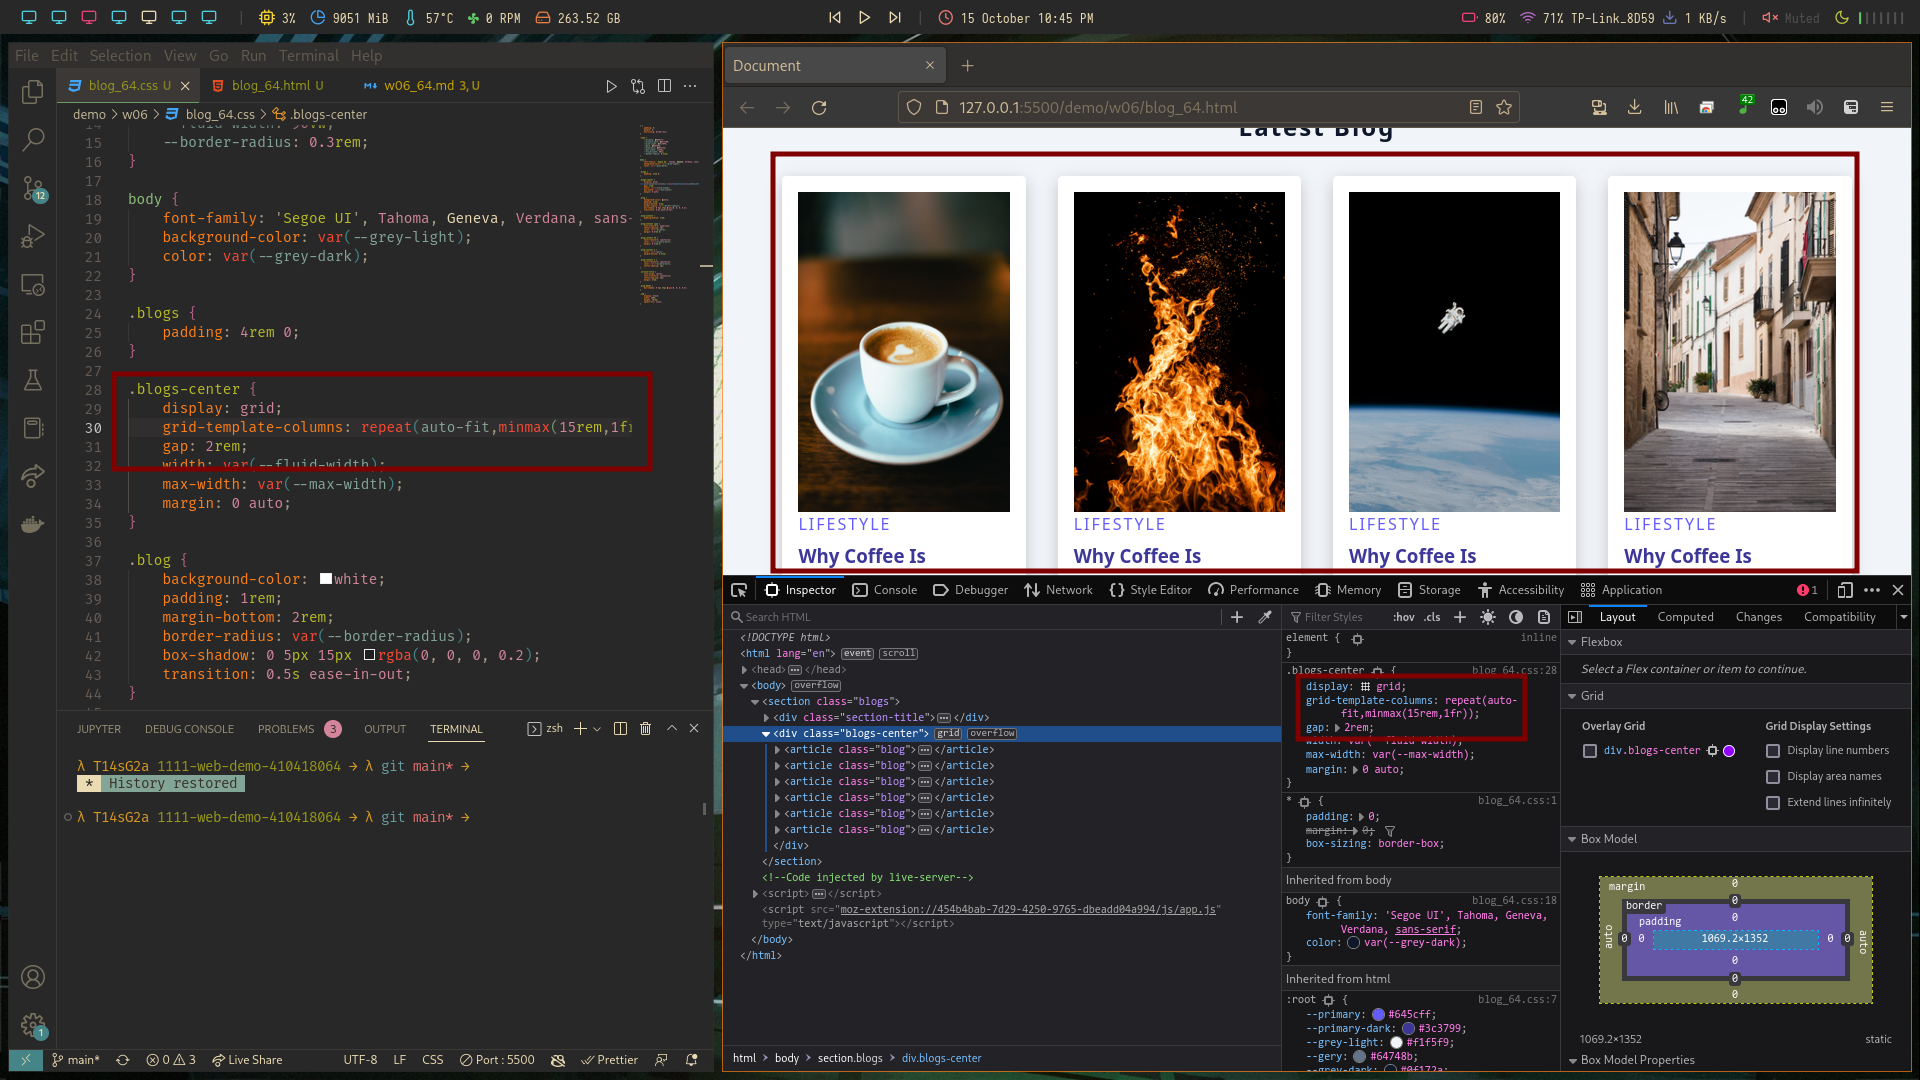 3%
9051 MiB
57°C
0 RPM
263.52 GB
15 October 10:45 PM
80%
71% TP-Link_8D59
1 KB/s
Muted
File Edit Selection View Go Run Terminal Help
blog_64.css U
blog_64.html U
w06_64.md 3, U
demo > w06 > blog_64.css > .blogs-center
15 --border-radius: 0.3rem;
16 }
17
18 body {
19 font-family: 'Segoe UI', Tahoma, Geneva, Verdana, sans-
20 background-color: var(--grey-light);
21 color: var(--grey-dark);
22 }
23
24 .blogs {
25 padding: 4rem 0;
26 }
27
28 .blogs-center {
29 display: grid;
30 grid-template-columns: repeat(auto-fit,minmax(15rem,1fr
31 gap: 2rem;
32 width: var(--fluid-width);
33 max-width: var(--max-width);
34 margin: 0 auto;
35 }
36
37 .blog {
38 background-color: white;
39 padding: 1rem;
40 margin-bottom: 2rem;
41 border-radius: var(--border-radius);
42 box-shadow: 0 5px 15px rgba(0, 0, 0, 0.2);
43 transition: 0.5s ease-in-out;
44 }
12
1
JUPYTER DEBUG CONSOLE PROBLEMS 3 OUTPUT TERMINAL
zsh
λ T14sG2a 1111-web-demo-410418064 → λ git main* →
* History restored
λ T14sG2a 1111-web-demo-410418064 → λ git main* →
main*
0 3
Live Share
UTF-8
LF
CSS
Port : 5500
Prettier
Document
127.0.0.1:5500/demo/w06/blog_64.html
42
Latest Blog
LIFESTYLE
Why Coffee Is
LIFESTYLE
Why Coffee Is
LIFESTYLE
Why Coffee Is
LIFESTYLE
Why Coffee Is
Inspector Console Debugger Network Style Editor Performance Memory Storage Accessibility Application
1
Search HTML
<!DOCTYPE html>
<html lang="en"> event scroll
<head> </head>
<body> overflow
<section class="blogs">
<div class="section-title"> </div>
<div class="blogs-center"> grid overflow
<article class="blog"> </article>
<article class="blog"> </article>
<article class="blog"> </article>
<article class="blog"> </article>
<article class="blog"> </article>
<article class="blog"> </article>
</div>
</section>
<!--Code injected by live-server-->
<script> </script>
<script src="moz-extension://454b4bab-7d29-4250-9765-dbeadd04a994/js/app.js"
type="text/javascript"></script>
</body>
</html>
html > body > section.blogs > div.blogs-center
Filter Styles
:hov .cls
element { inline
}
.blogs-center { blog_64.css:28
display: grid;
grid-template-columns: repeat(auto-
fit,minmax(15rem,1fr));
gap: 2rem;
width: var(--fluid-width);
max-width: var(--max-width);
margin: 0 auto;
}
* { blog_64.css:1
padding: 0;
margin: 0;
box-sizing: border-box;
}
Inherited from body
body { blog_64.css:18
font-family: 'Segoe UI', Tahoma, Geneva,
Verdana, sans-serif;
color: var(--grey-dark);
}
Inherited from html
:root { blog_64.css:7
--primary: #645cff;
--primary-dark: #3c3799;
--grey-light: #f1f5f9;
--gery: #64748b;
--grey-dark: #0f172a;
Layout Computed Changes Compatibility
Flexbox
Select a Flex container or item to continue.
Grid
Overlay Grid
div.blogs-center
Grid Display Settings
Display line numbers
Display area names
Extend lines infinitely
Box Model
margin
0
border
0
padding
0
auto 0 0 1069.2×1352 0 0 auto
0
0
0
1069.2×1352
static
Box Model Properties